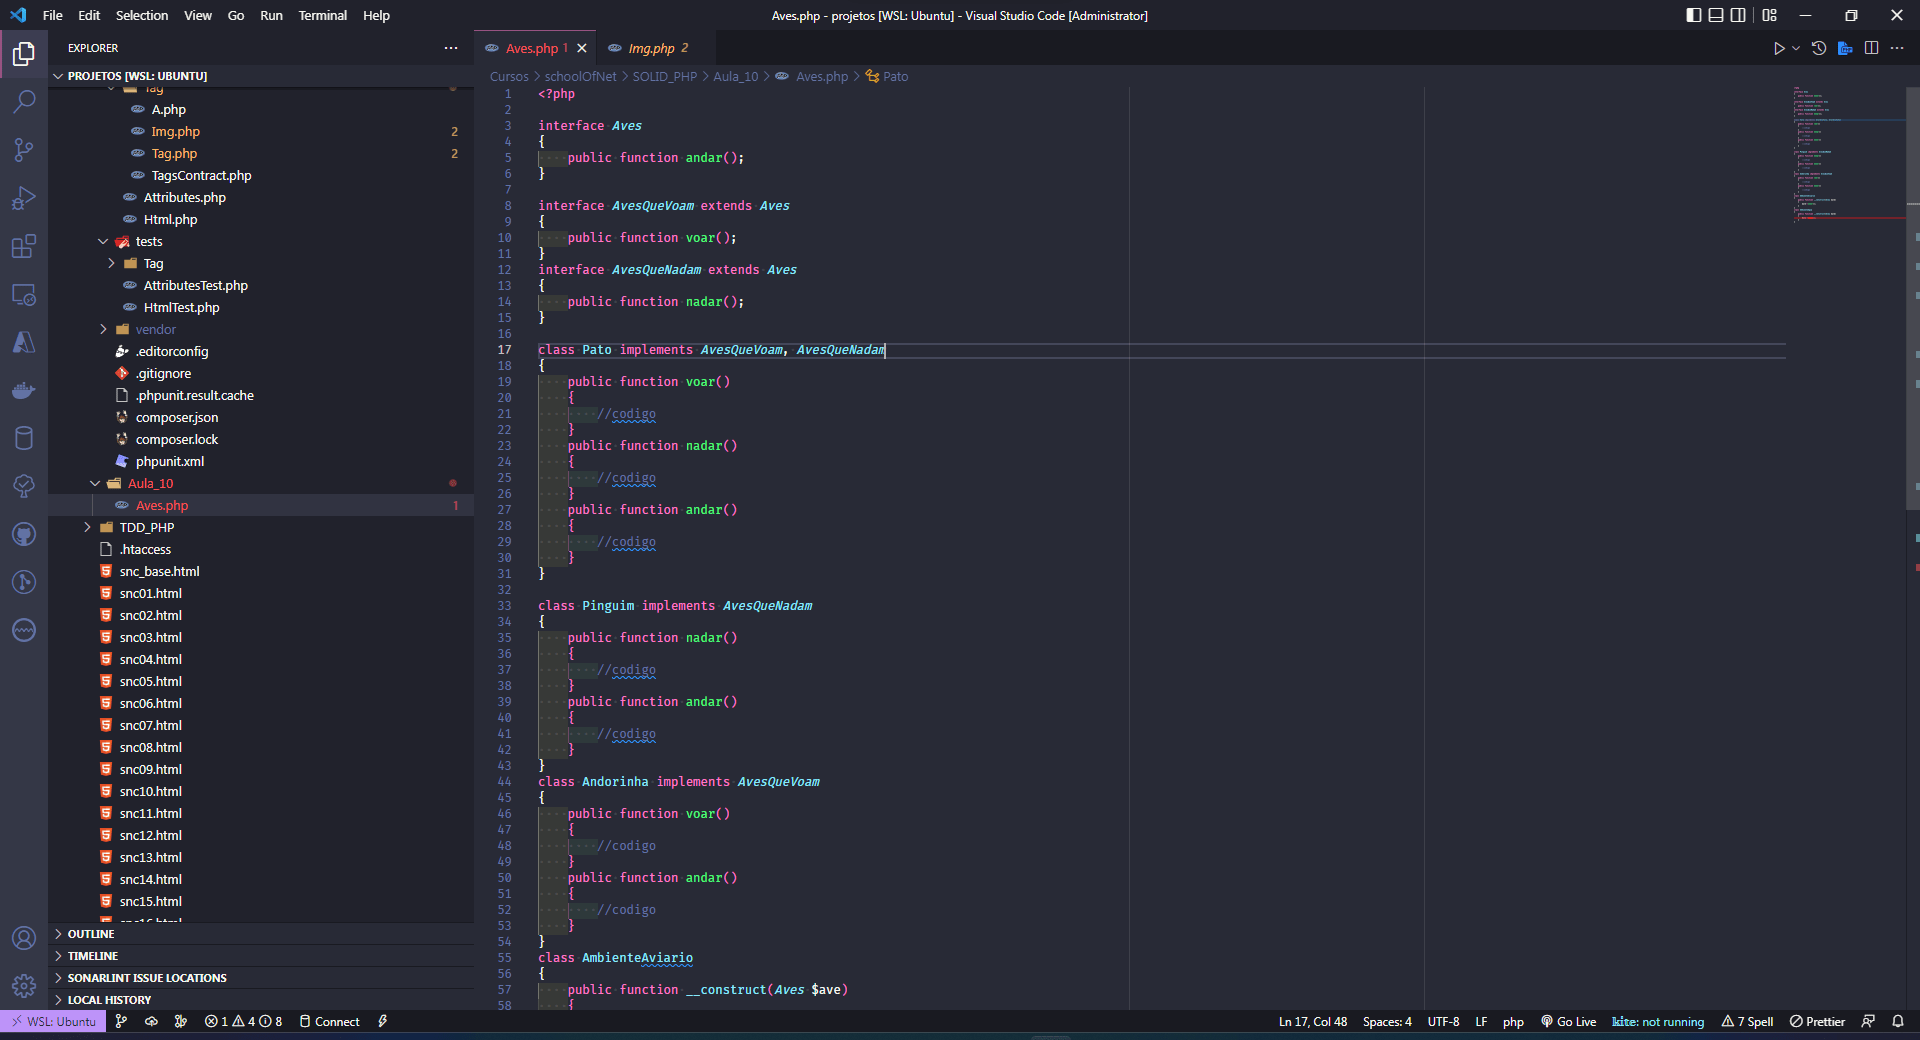 File Edit Selection View Go Run Terminal Help
Aves.php - projetos [WSL: Ubuntu] - Visual Studio Code [Administrator]
EXPLORER
PROJETOS [WSL: UBUNTU]
Tag
A.php
Img.php 2
Tag.php 2
TagsContract.php
Attributes.php
Html.php
tests
Tag
AttributesTest.php
HtmlTest.php
vendor
.editorconfig
.gitignore
.phpunit.result.cache
composer.json
composer.lock
phpunit.xml
Aula_10
Aves.php 1
TDD_PHP
.htaccess
snc_base.html
snc01.html
snc02.html
snc03.html
snc04.html
snc05.html
snc06.html
snc07.html
snc08.html
snc09.html
snc10.html
snc11.html
snc12.html
snc13.html
snc14.html
snc15.html
snc16.html
OUTLINE
TIMELINE
SONARLINT ISSUE LOCATIONS
LOCAL HISTORY
Aves.php 1 Img.php 2
Cursos > schoolOfNet > SOLID_PHP > Aula_10 > Aves.php > Pato
1 <?php
2
3 interface Aves
4 {
5 public function andar();
6 }
7
8 interface AvesQueVoam extends Aves
9 {
10 public function voar();
11 }
12 interface AvesQueNadam extends Aves
13 {
14 public function nadar();
15 }
16
17 class Pato implements AvesQueVoam, AvesQueNadam
18 {
19 public function voar()
20 {
21 //codigo
22 }
23 public function nadar()
24 {
25 //codigo
26 }
27 public function andar()
28 {
29 //codigo
30 }
31 }
32
33 class Pinguim implements AvesQueNadam
34 {
35 public function nadar()
36 {
37 //codigo
38 }
39 public function andar()
40 {
41 //codigo
42 }
43 }
44 class Andorinha implements AvesQueVoam
45 {
46 public function voar()
47 {
48 //codigo
49 }
50 public function andar()
51 {
52 //codigo
53 }
54 }
55 class AmbienteAviario
56 {
57 public function __construct(Aves $ave)
58 {
WSL: Ubuntu 1 4 8 Connect
Ln 17, Col 48 Spaces: 4 UTF-8 LF php Go Live kite: not running 7 Spell Prettier